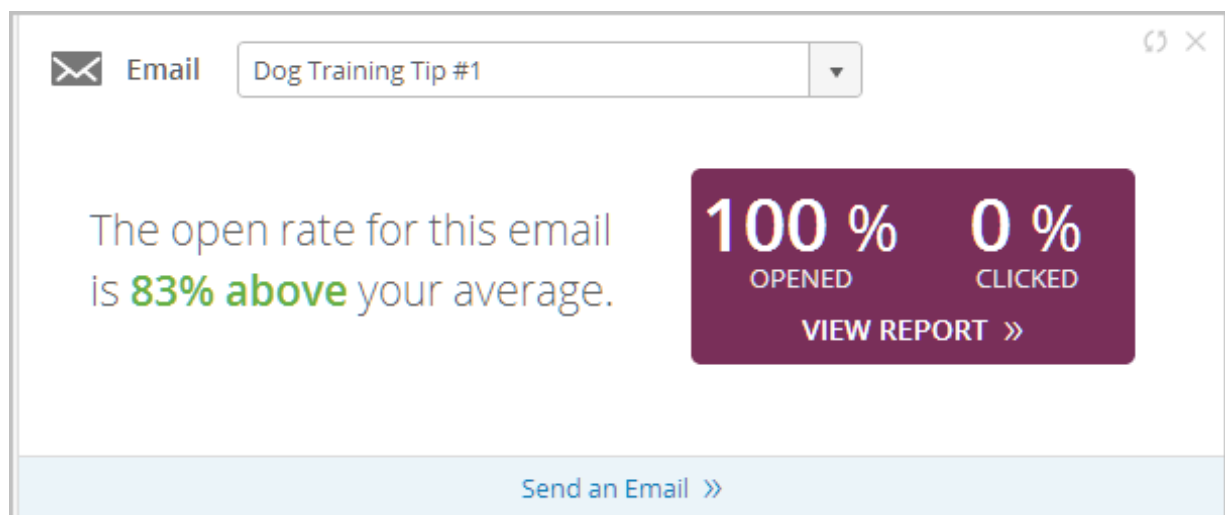 Email Dog Training Tip #1
The open rate for this email
is 83% above your average.
100 % 0 %
OPENED CLICKED
VIEW REPORT »
Send an Email »